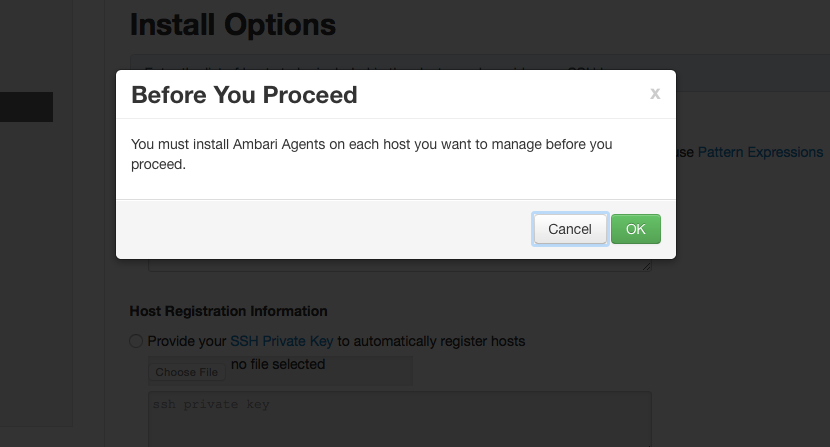 Install Options
Before You Proceed
x
You must install Ambari Agents on each host you want to manage before you
proceed.
use Pattern Expressions
Cancel
OK
Host Registration Information
Provide your SSH Private Key to automatically register hosts
Choose File no file selected
ssh private key